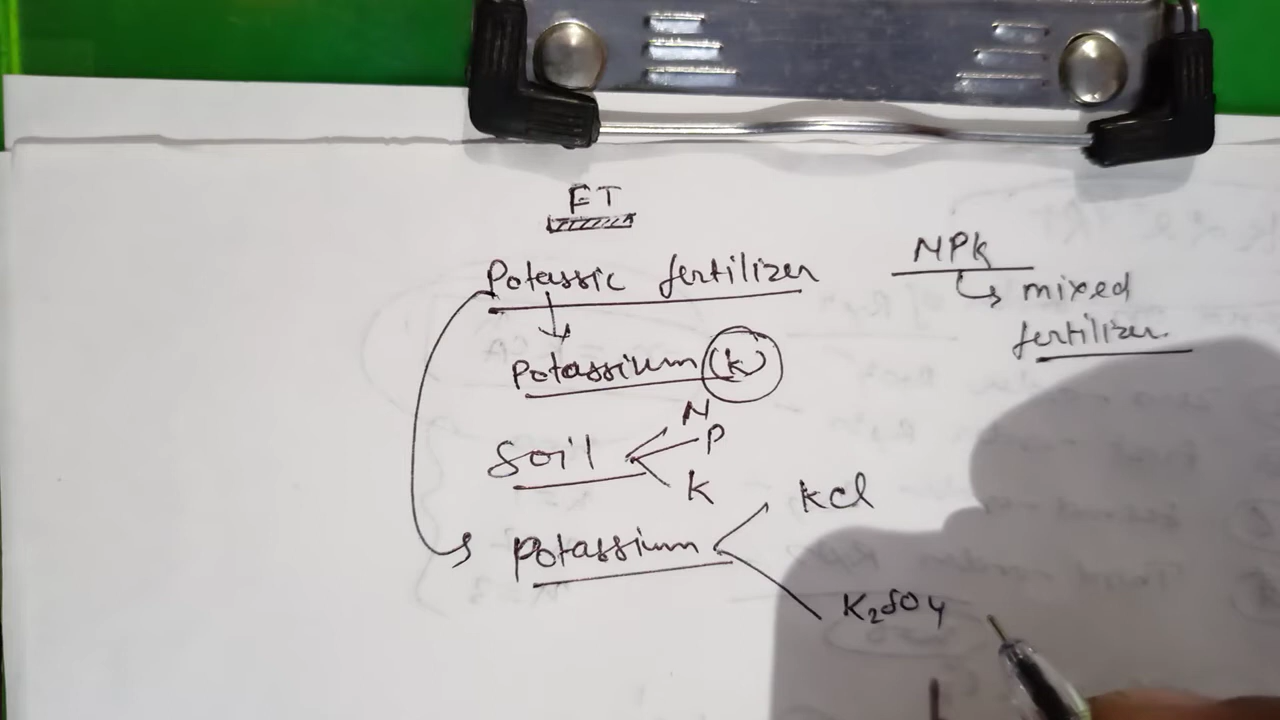 FT
Potassic fertilizer
NPK
mixed
fertilizer
Potassium (K)
Soil
N
P
K
Potassium
KCl
K₂SO₄